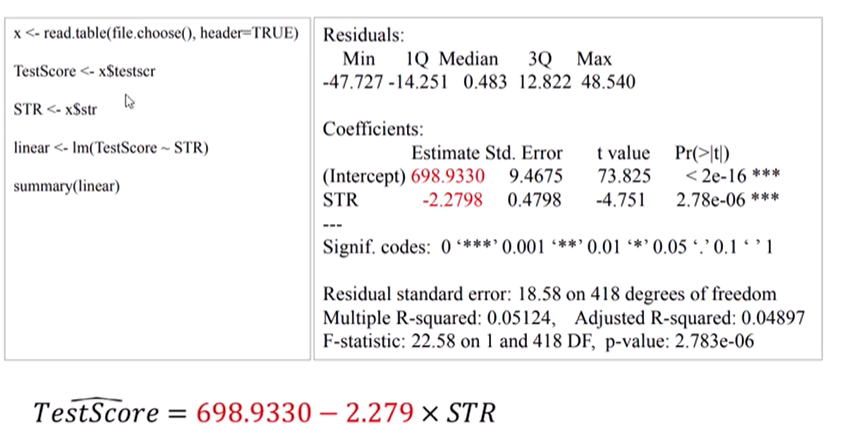 x <- read.table(file.choose(), header=TRUE)
TestScore <- x$testscr
STR <- x$str
linear <- lm(TestScore ~ STR)
summary(linear)
Residuals:
Min 1Q Median 3Q Max
-47.727 -14.251 0.483 12.822 48.540
Coefficients:
Estimate Std. Error t value Pr(>|t|)
(Intercept) 698.9330 9.4675 73.825 < 2e-16 ***
STR -2.2798 0.4798 -4.751 2.78e-06 ***
---
Signif. codes: 0 ‘***’ 0.001 ‘**’ 0.01 ‘*’ 0.05 ‘.’ 0.1 ‘ ’ 1
Residual standard error: 18.58 on 418 degrees of freedom
Multiple R-squared: 0.05124, Adjusted R-squared: 0.04897
F-statistic: 22.58 on 1 and 418 DF, p-value: 2.783e-06
TestScore = 698.9330 − 2.279 × STR